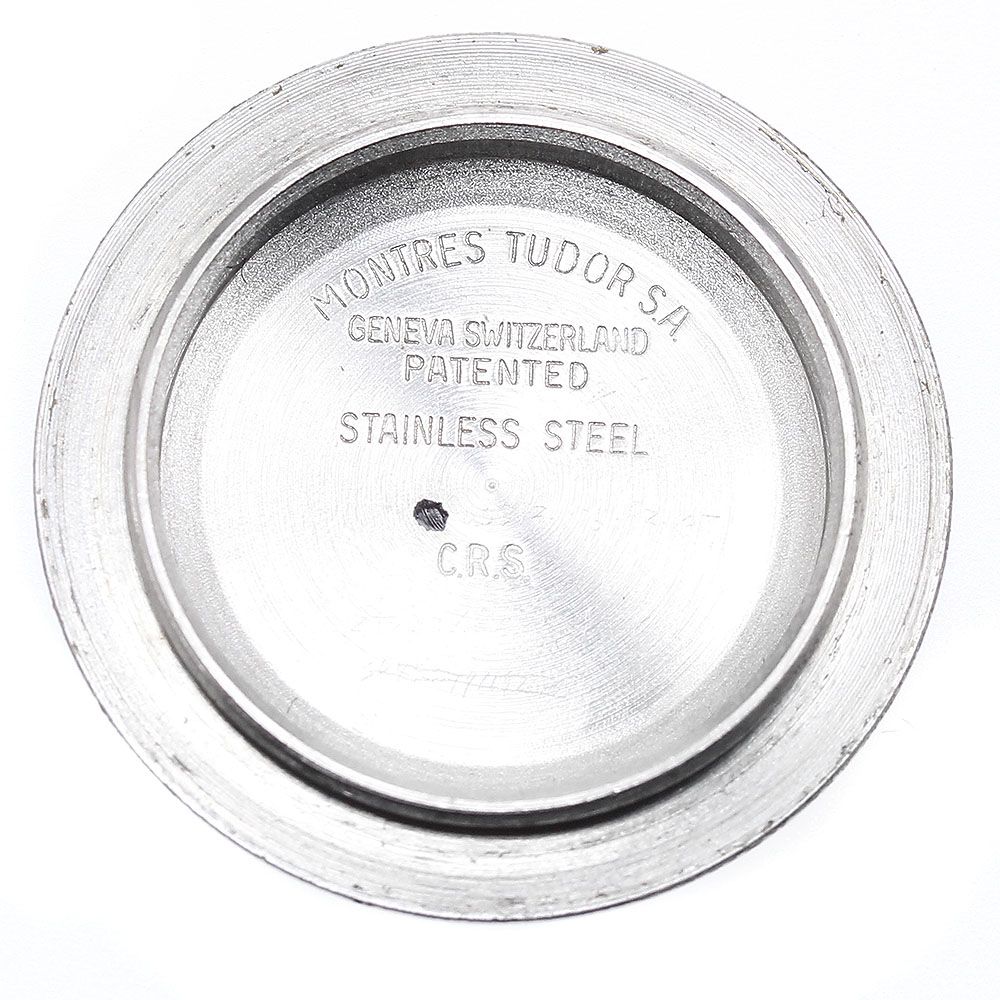 MONTRES TUDOR S.A.
GENEVA SWITZERLAND
PATENTED
STAINLESS STEEL
C.R.S.